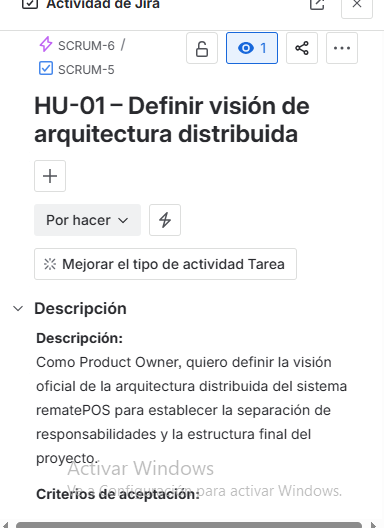 Actividad de Jira
SCRUM-6 /
1
SCRUM-5
HU-01 – Definir visión de
arquitectura distribuida
Por hacer
Mejorar el tipo de actividad Tarea
Descripción
Descripción:
Como Product Owner, quiero definir la visión
oficial de la arquitectura distribuida del sistema
rematePOS para establecer la separación de
responsabilidades y la estructura final del
proyecto.
Activar Windows
Ve a Configuración para activar Windows.
Criterios de aceptación: